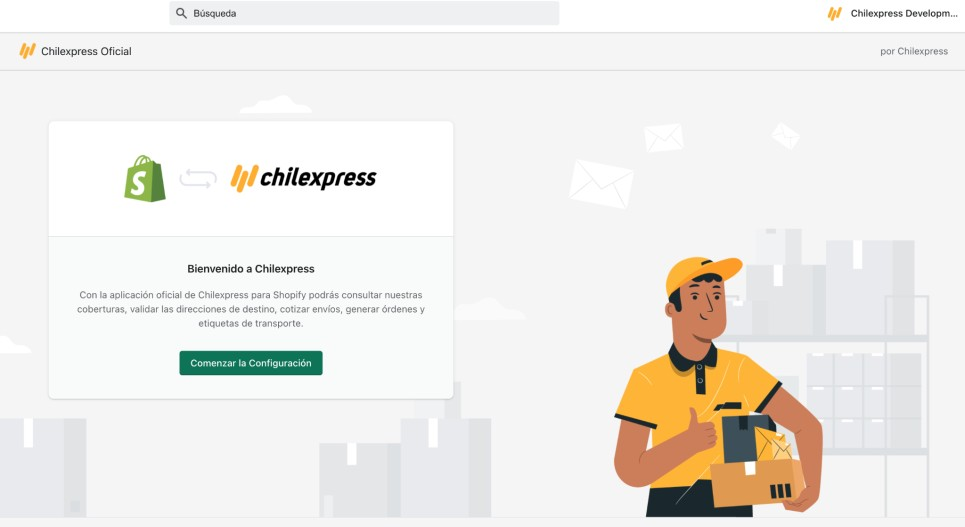 Búsqueda
Chilexpress Developm...
Chilexpress Oficial
por Chilexpress
S
chilexpress
Bienvenido a Chilexpress
Con la aplicación oficial de Chilexpress para Shopify podrás consultar nuestras
coberturas, validar las direcciones de destino, cotizar envíos, generar órdenes y
etiquetas de transporte.
Comenzar la Configuración